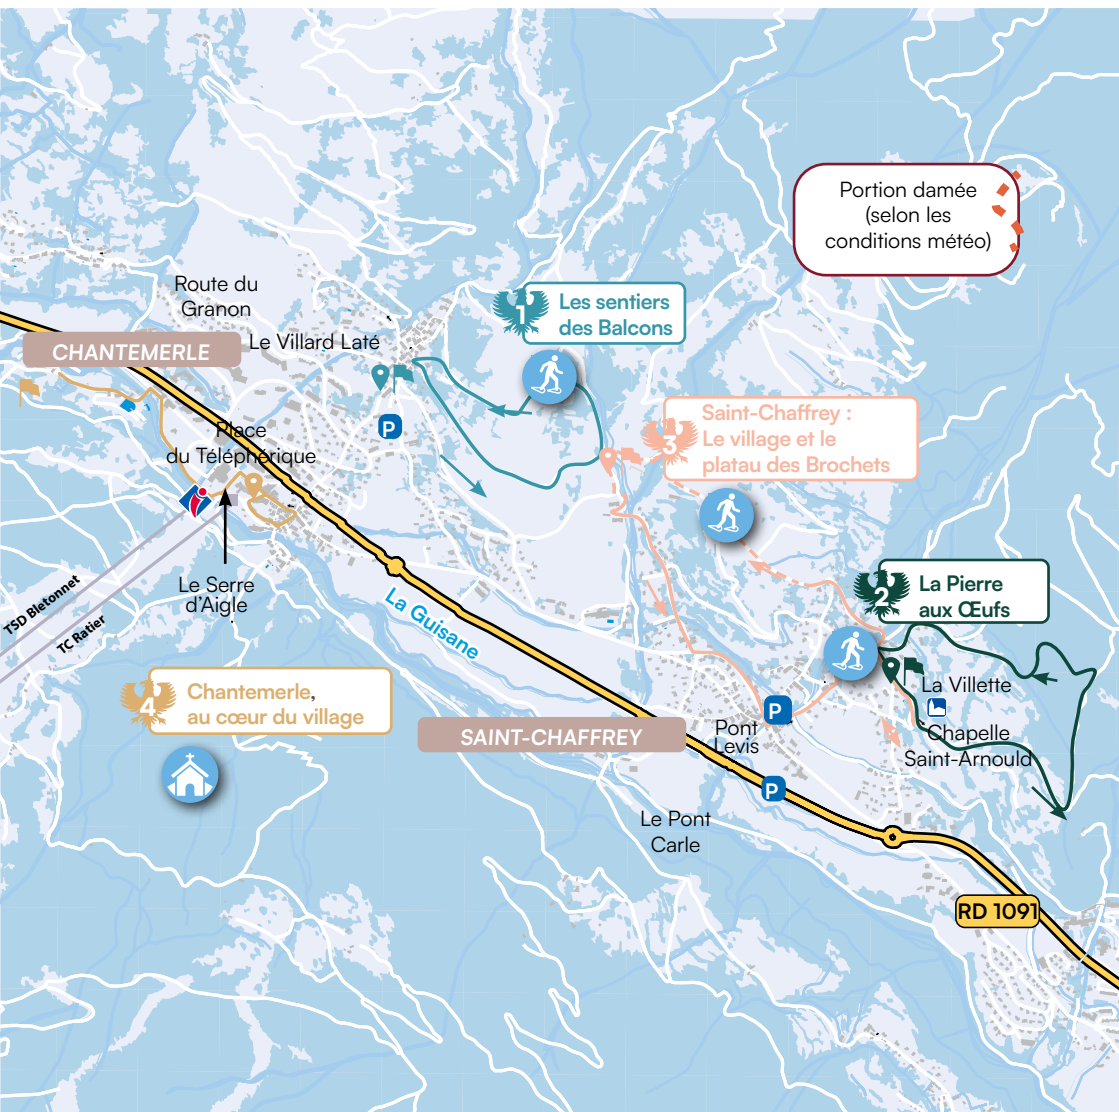 Portion damée
(selon les
conditions météo)
Route du
Granon
1
Les sentiers
des Balcons
CHANTEMERLE
Le Villard Laté
P
Place
du Téléphérique
3
Saint-Chaffrey :
Le village et le
platau des Brochets
Le Serre
d'Aigle
TSD Bletonnet
TC Ratier
La Guisane
2
La Pierre
aux Œufs
4
Chantemerle,
au cœur du village
La Villette
Chapelle
Saint-Arnould
P
SAINT-CHAFFREY
Pont
Levis
P
Le Pont
Carle
RD 1091